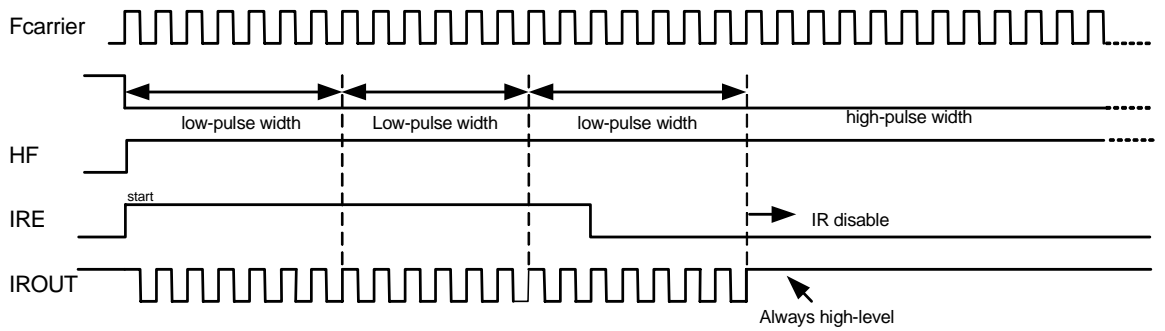 Fcarrier
low-pulse width
Low-pulse width
low-pulse width
high-pulse width
HF
start
IRE
IR disable
IROUT
Always high-level